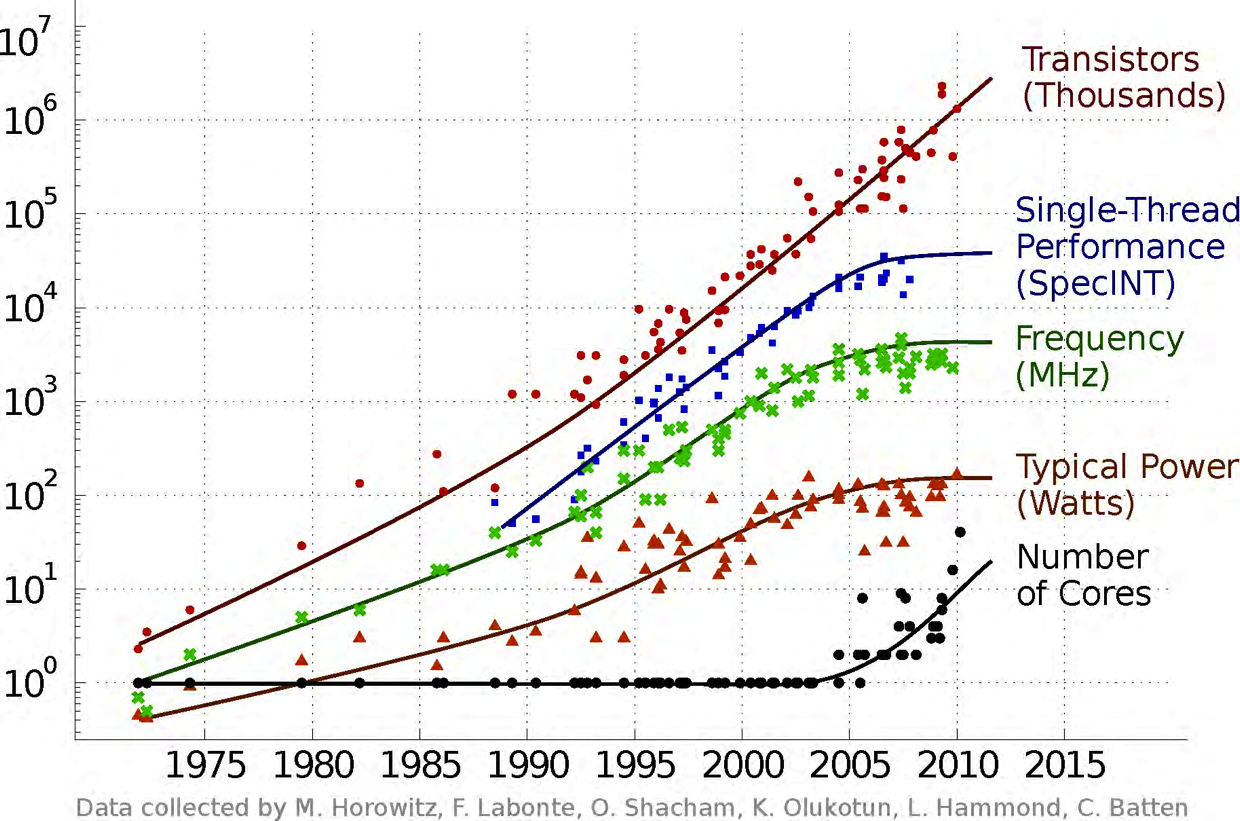 10^7
10^6
10^5
10^4
10^3
10^2
10^1
10^0
Transistors
(Thousands)
Single-Thread
Performance
(SpecINT)
Frequency
(MHz)
Typical Power
(Watts)
Number
of Cores
1975 1980 1985 1990 1995 2000 2005 2010 2015
Data collected by M. Horowitz, F. Labonte, O. Shacham, K. Olukotun, L. Hammond, C. Batten